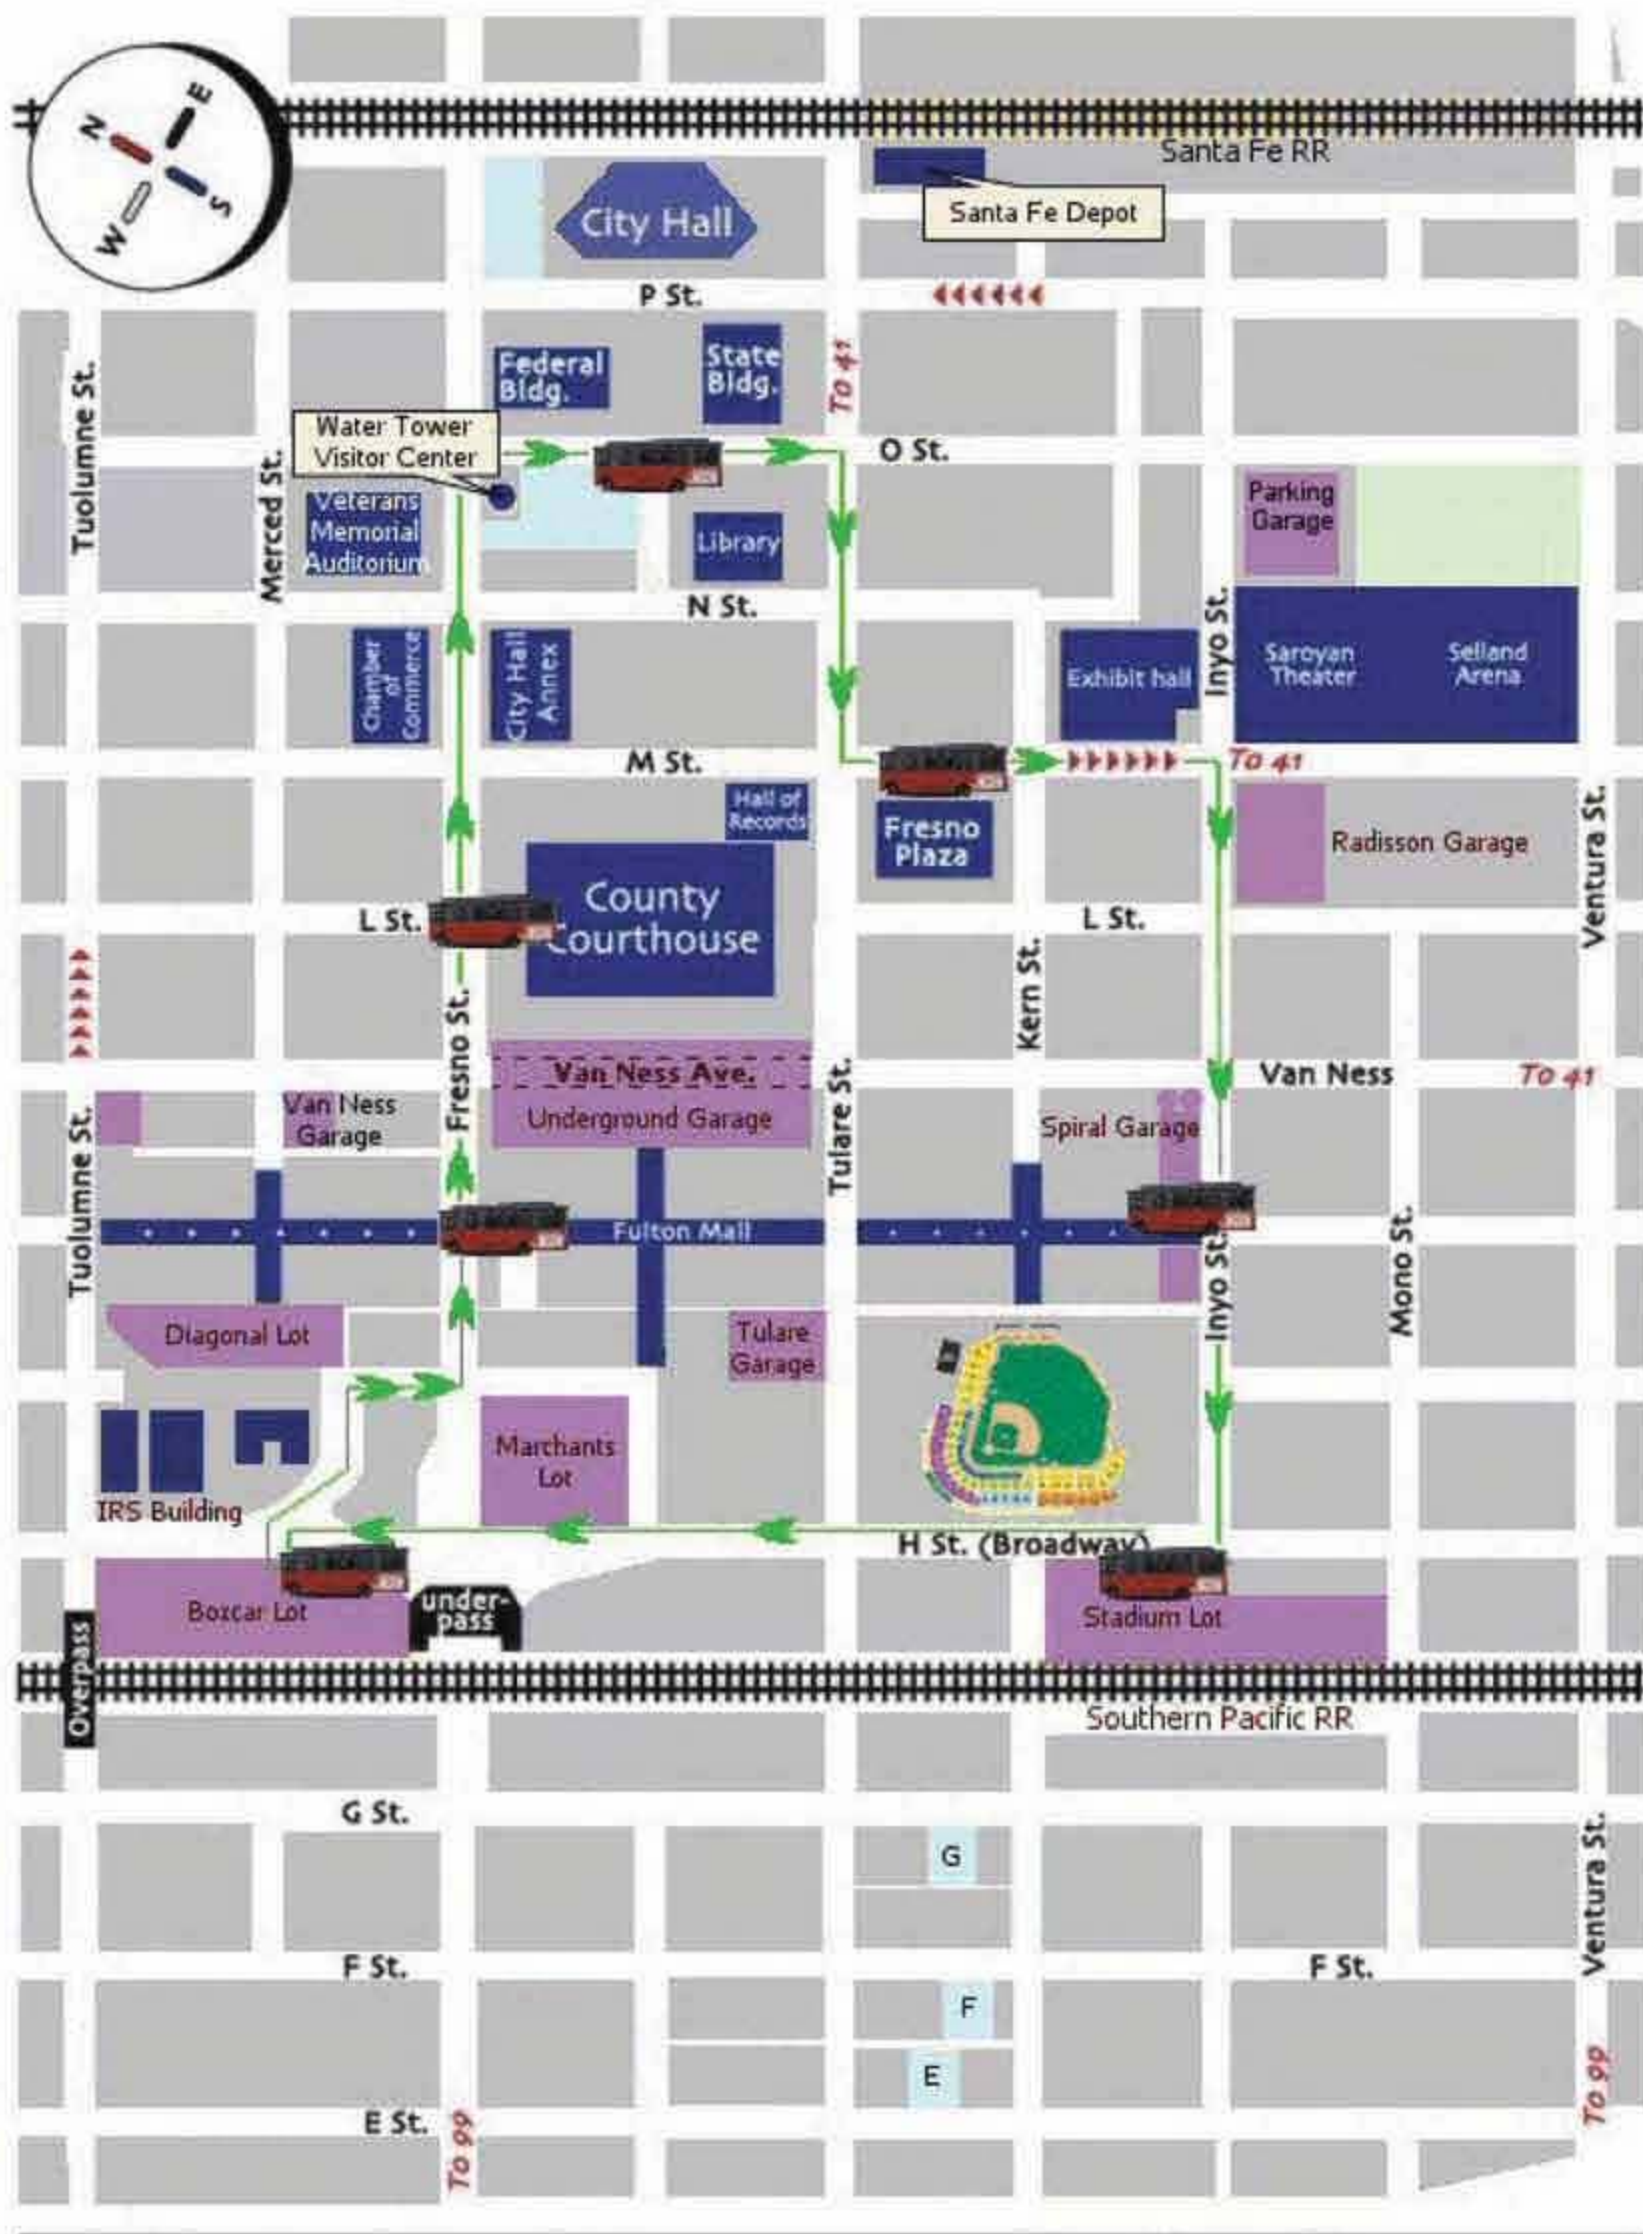 E
N
S
W
Santa Fe RR
Santa Fe Depot
City Hall
P St.
Federal
Bldg.
State
Bldg.
To 41
Tuolumne St.
Water Tower
Visitor Center
O St.
Merced St.
Veterans
Memorial
Auditorium
Library
Parking
Garage
N St.
Inyo St.
Chamber
of
Commerce
City Hall
Annex
Exhibit hall
Saroyan
Theater
Selland
Arena
M St.
To 41
Hall of
Records
Fresno
Plaza
Radisson Garage
Ventura St.
County
Courthouse
L St.
L St.
Kern St.
Fresno St.
Van Ness Ave.
Underground Garage
Van Ness
To 41
Van Ness
Garage
Tulare St.
Spiral Garage
Tuolumne St.
Fulton Mall
Inyo St.
Mono St.
Diagonal Lot
Tulare
Garage
Marchants
Lot
IRS Building
H St. (Broadway)
Boxcar Lot
under-
pass
Stadium Lot
Overpass
Southern Pacific RR
G St.
G
Ventura St.
F St.
F St.
F
E
To 99
E St.
To 99